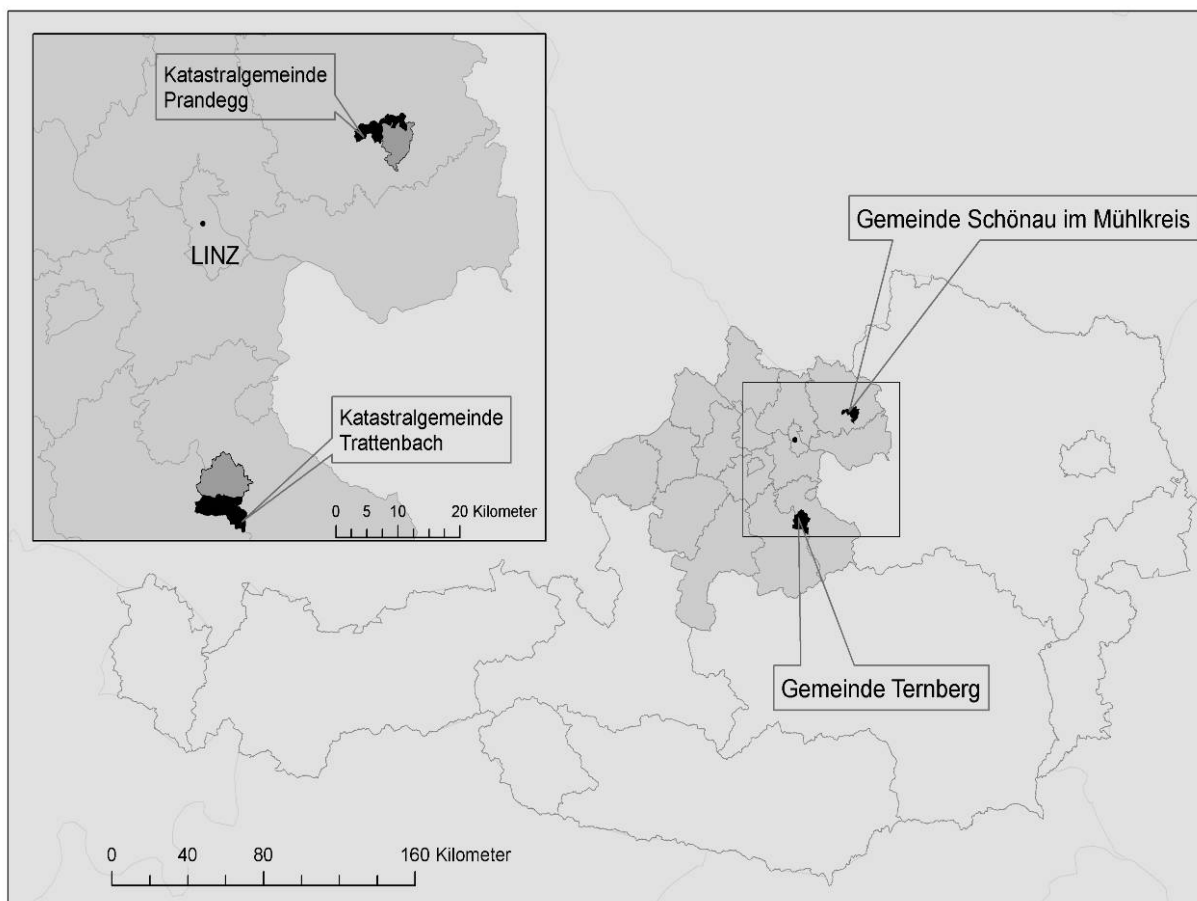 Katastralgemeinde
Prandegg
LINZ
Katastralgemeinde
Trattenbach
0 5 10 20 Kilometer
Gemeinde Schönau im Mühlkreis
Gemeinde Ternberg
0 40 80 160 Kilometer